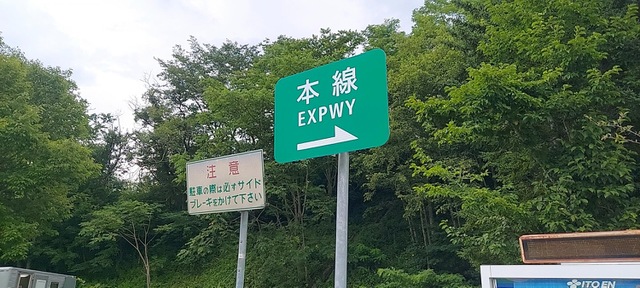 本線
EXPWY
注意
駐車の際は必ずサイド
ブレーキをかけて下さい
ITO EN